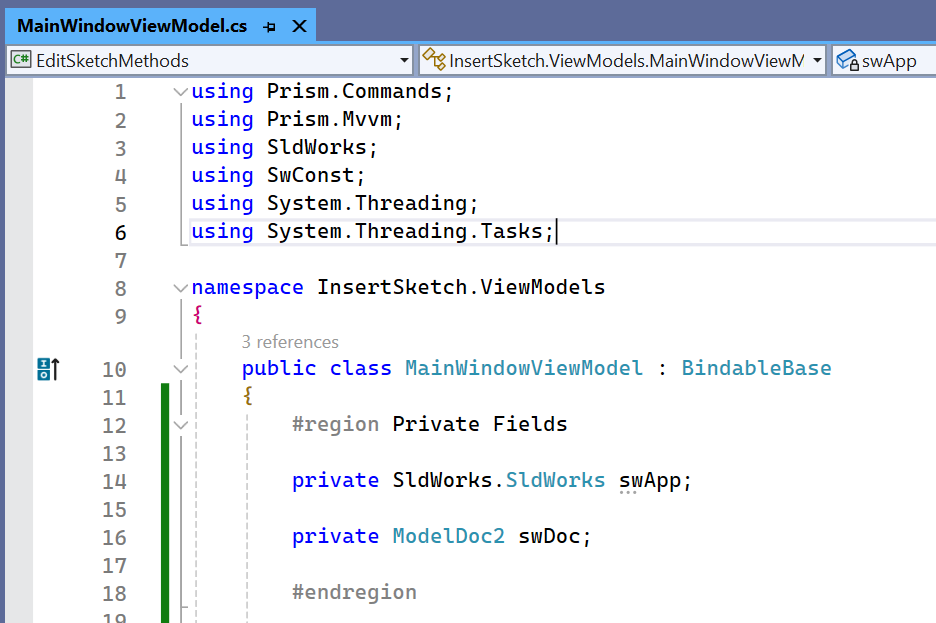 MainWindowViewModel.cs
C# EditSketchMethods InsertSketch.ViewModels.MainWindowViewM swApp
1 using Prism.Commands;
2 using Prism.Mvvm;
3 using SldWorks;
4 using SwConst;
5 using System.Threading;
6 using System.Threading.Tasks;
7
8 namespace InsertSketch.ViewModels
9 {
3 references
10 public class MainWindowViewModel : BindableBase
11 {
12 #region Private Fields
13
14 private SldWorks.SldWorks swApp;
15
16 private ModelDoc2 swDoc;
17
18 #endregion
19